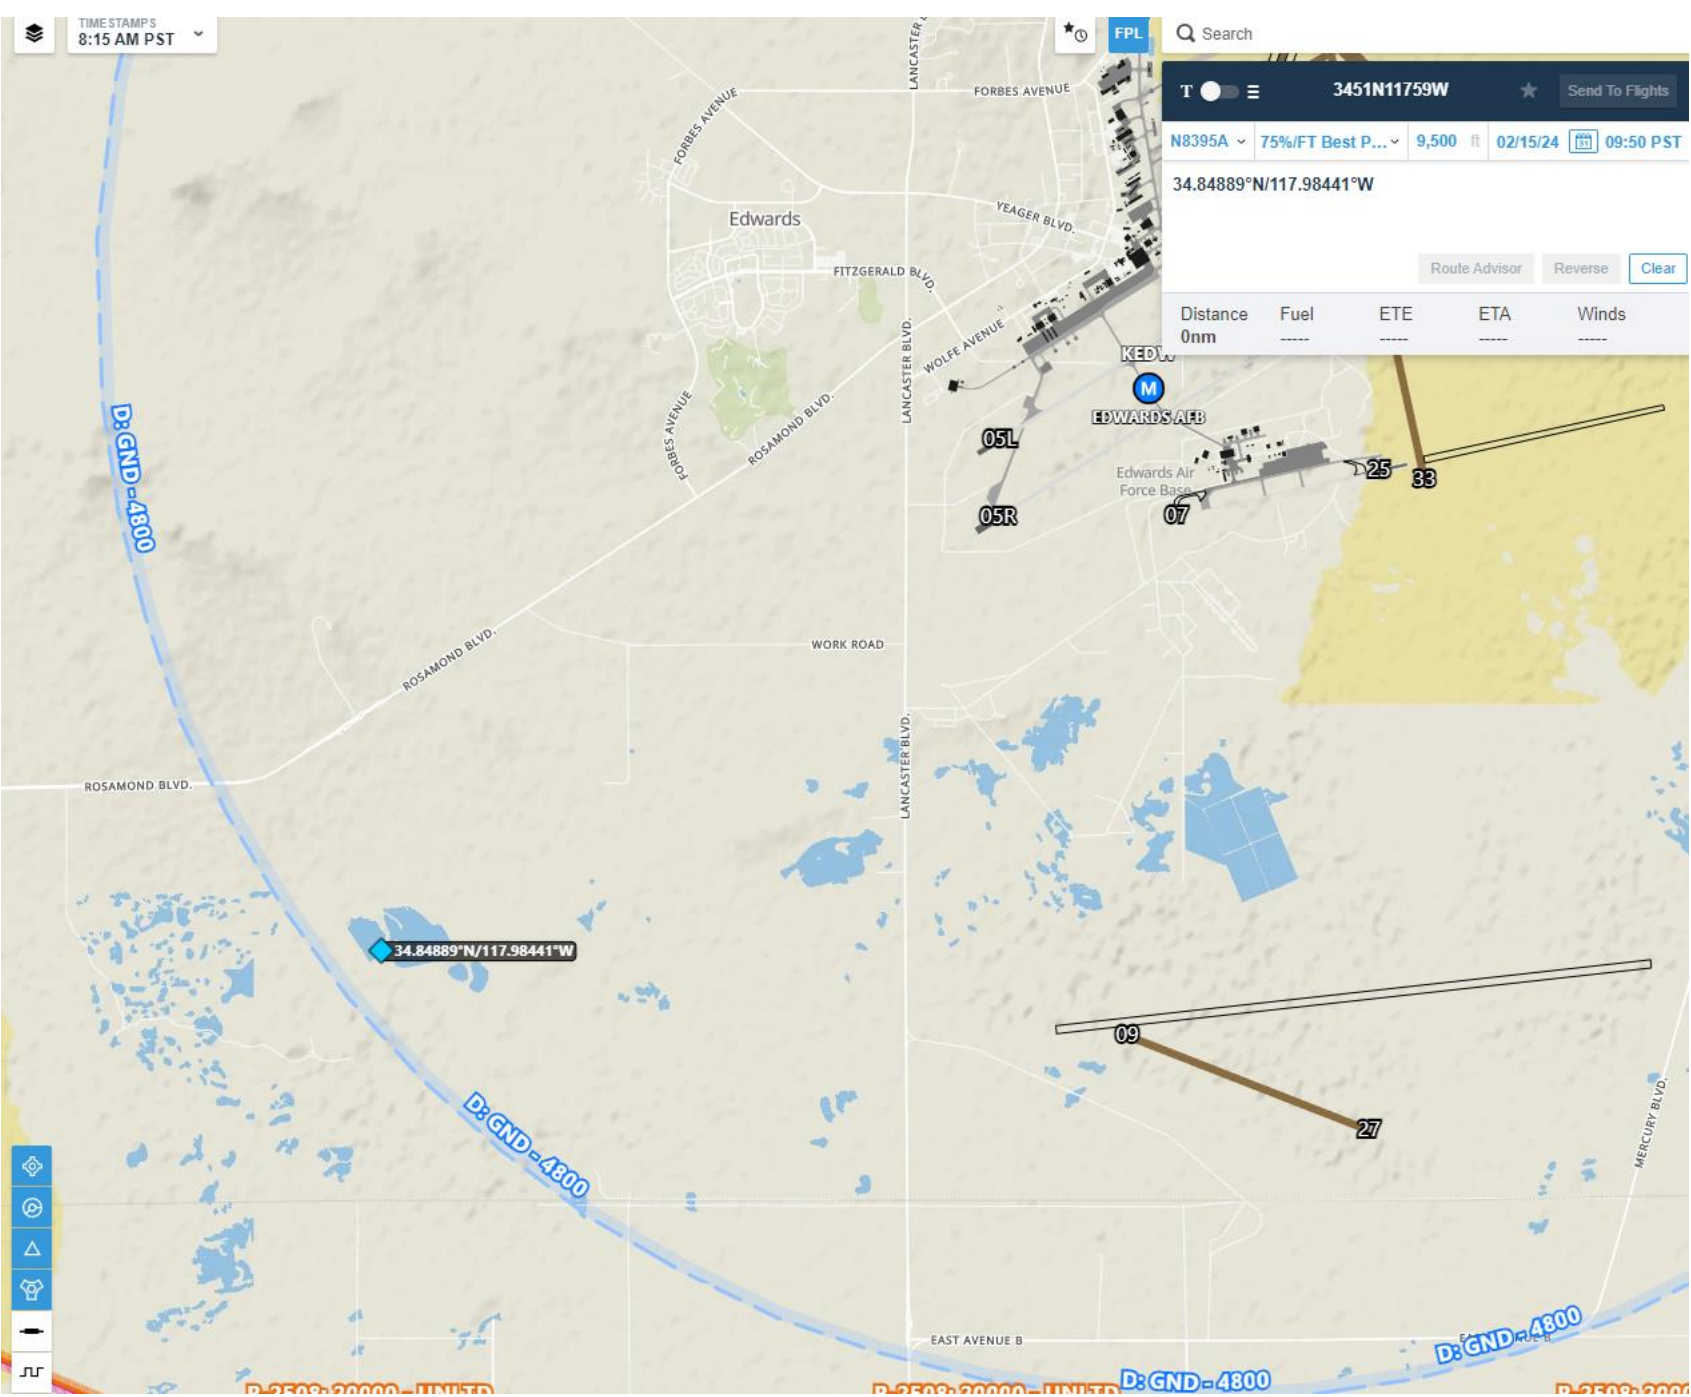 TIMESTAMPS
8:15 AM PST
FPL
Search
T
3451N11759W
Send To Flights
N8395A
75%/FT Best P...
9,500 ft
02/15/24
09:50 PST
34.84889°N/117.98441°W
Route Advisor
Reverse
Clear
Distance
Fuel
ETE
ETA
Winds
0nm
-----
-----
-----
-----
LANCASTER
FORBES AVENUE
FORBES AVENUE
Edwards
YEAGER BLVD.
FITZGERALD BLVD.
WOLFE AVENUE
LANCASTER BLVD.
KEDW
M
EDWARDS AFB
FORBES AVENUE
ROSAMOND BLVD.
D: GND - 4800
05L
Edwards Air
Force Base
25
33
05R
07
ROSAMOND BLVD.
WORK ROAD
LANCASTER BLVD.
ROSAMOND BLVD.
34.84889°N/117.98441°W
09
27
D: GND - 4800
MERCURY BLVD.
EAST AVENUE B
D: GND - 4800
D: GND - 4800
R-2508: 20000 - UNLTD
R-2508: 20000 - UNLTD